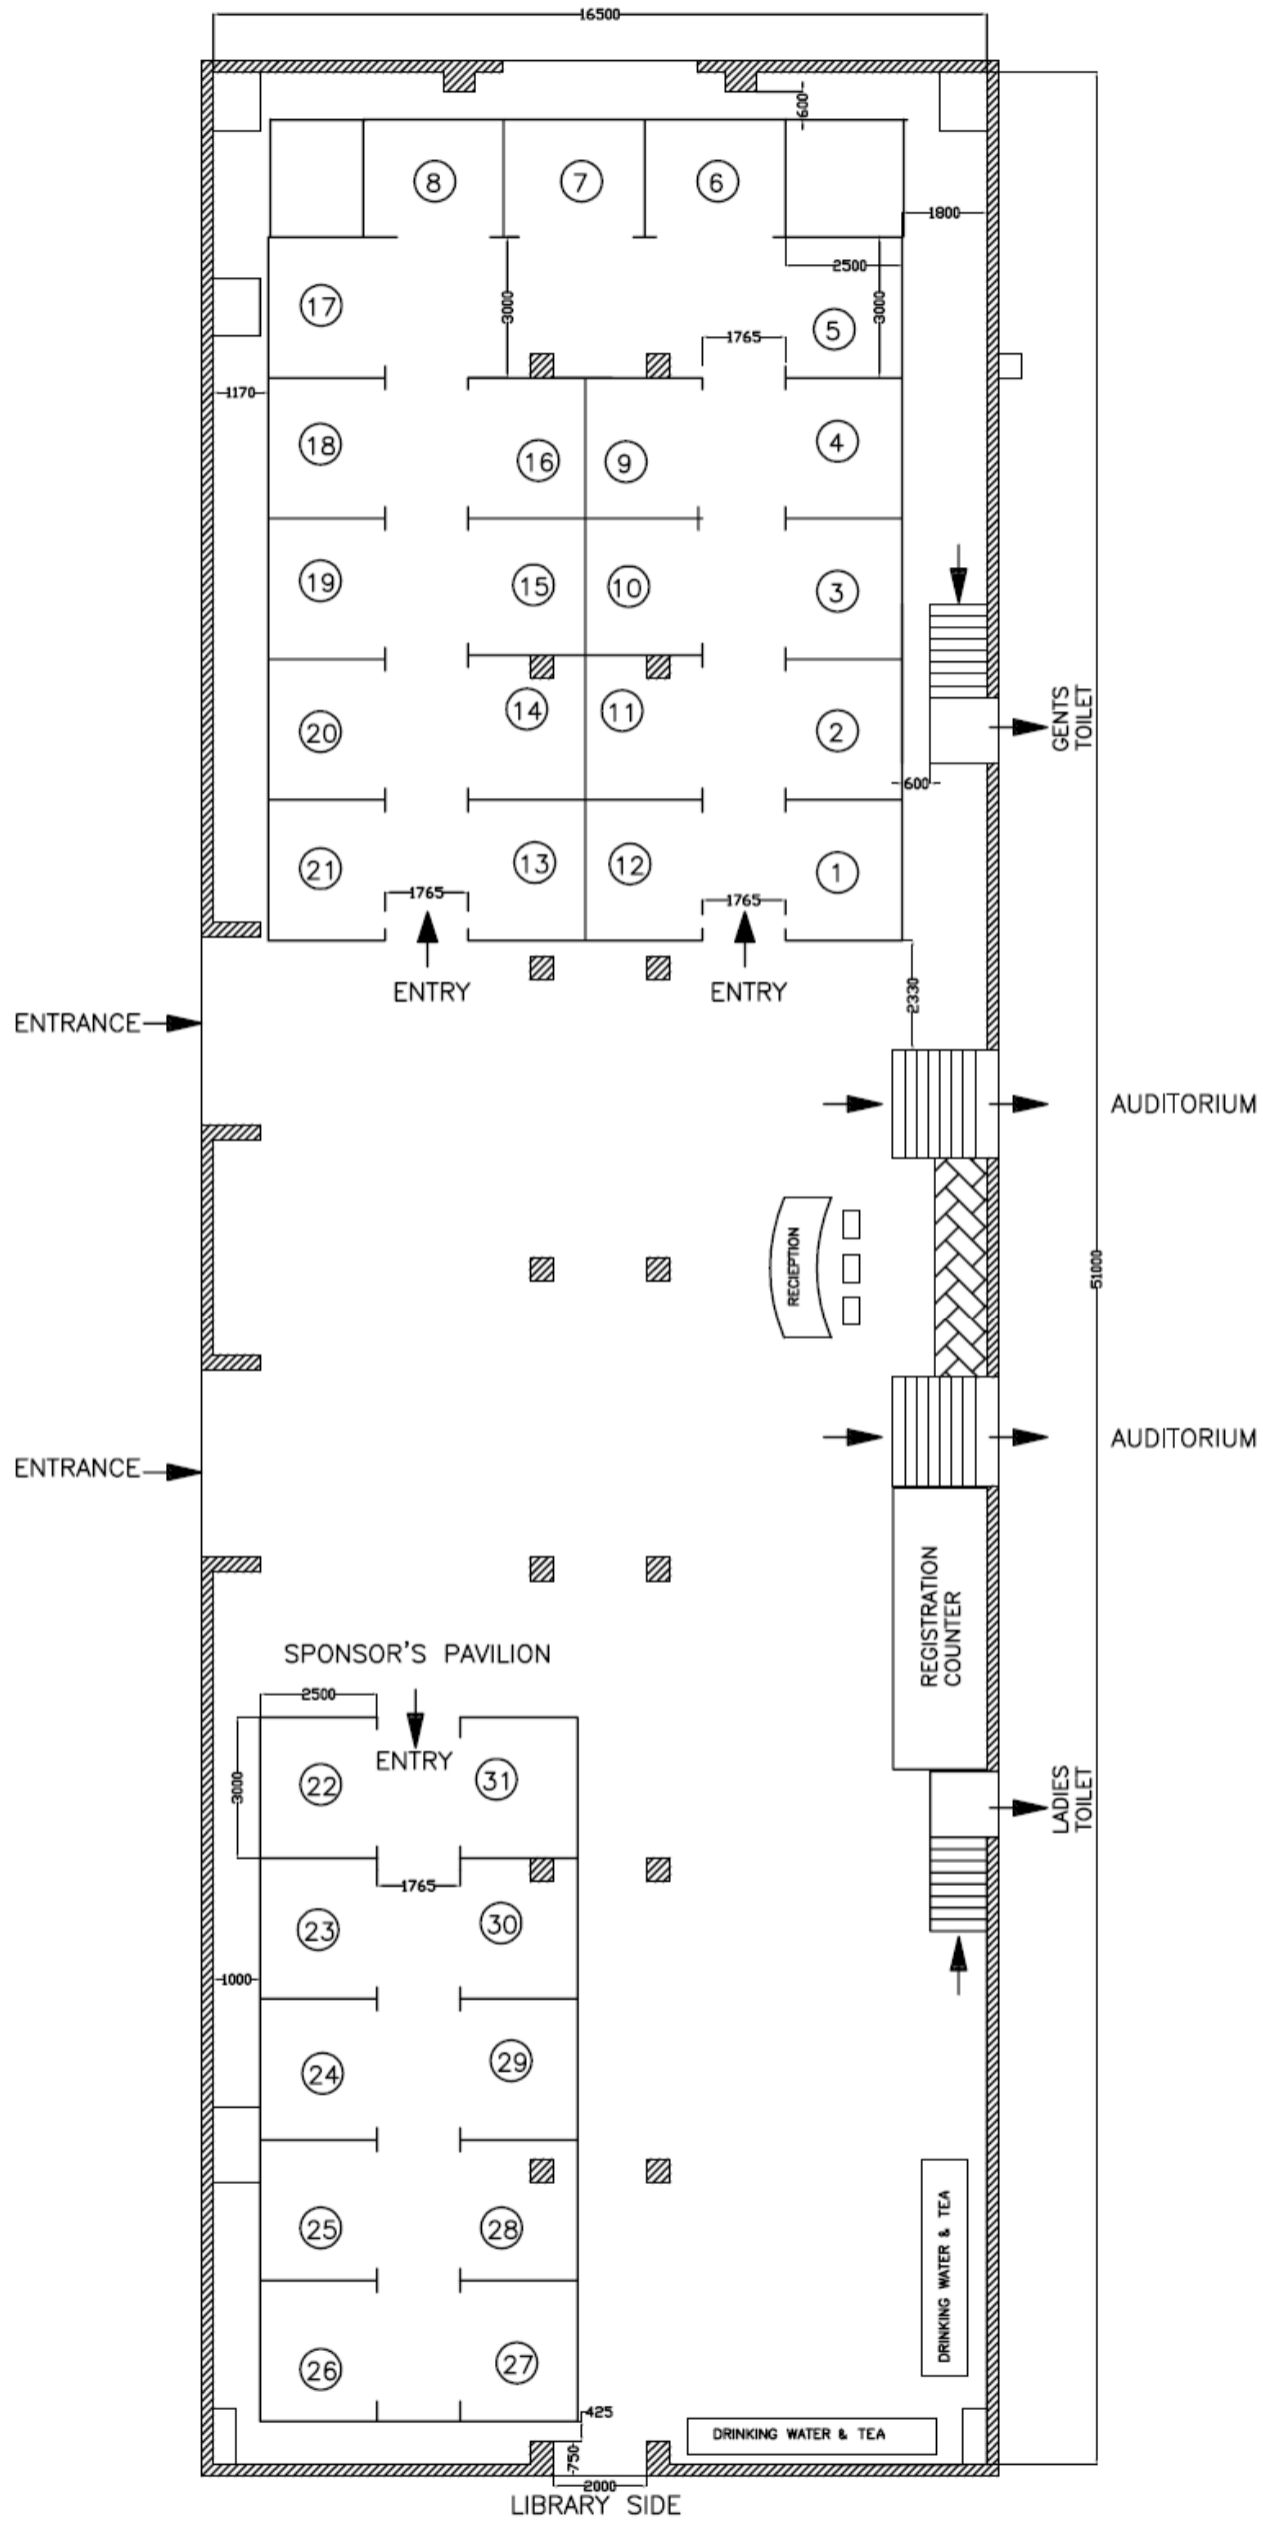 16500
600
8
7
6
1800
2500
17
3000
3000
5
1765
1170
18
16
9
4
19
15
10
3
20
14
11
2
GENTS
TOILET
600
21
13
12
1
1765
1765
ENTRY
ENTRY
2330
ENTRANCE
AUDITORIUM
RECIEPTION
51000
ENTRANCE
AUDITORIUM
REGISTRATION
COUNTER
SPONSOR'S PAVILION
2500
ENTRY
22
31
3000
LADIES
TOILET
1765
23
30
1000
24
29
25
28
DRINKING WATER & TEA
26
27
425
DRINKING WATER & TEA
750
2000
LIBRARY SIDE